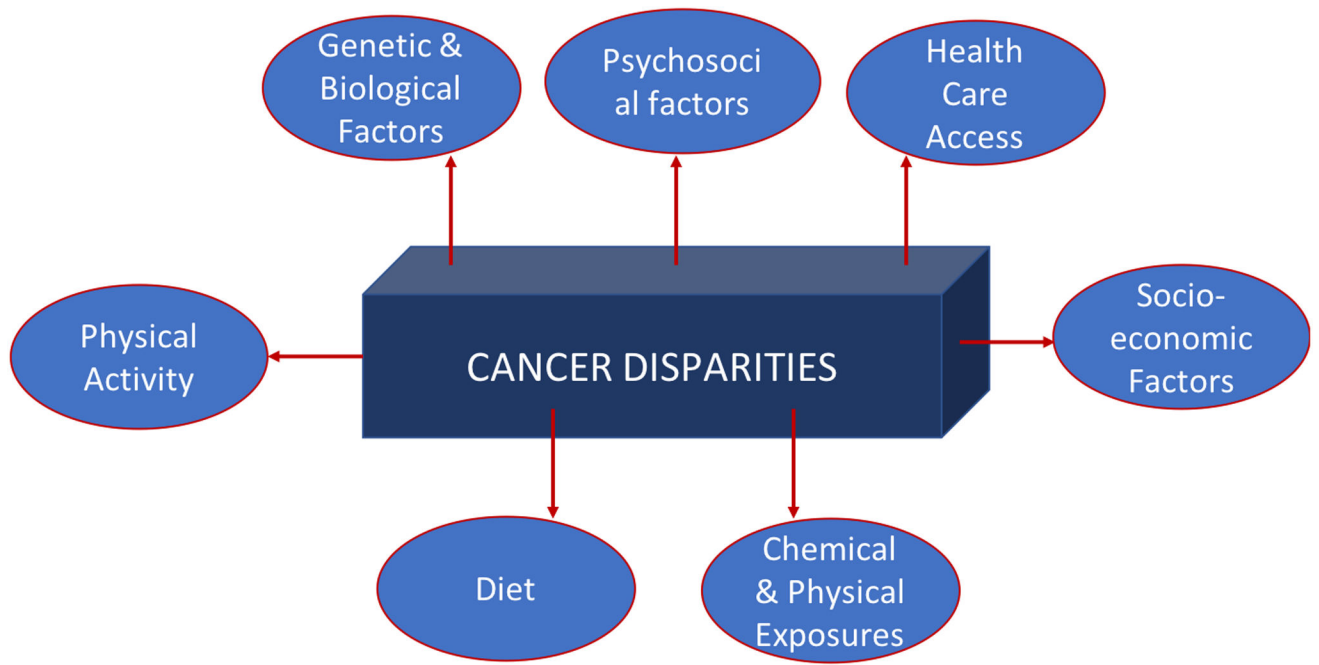 Genetic &
Biological
Factors
Psychosoci
al factors
Health
Care
Access
Physical
Activity
CANCER DISPARITIES
Socio-
economic
Factors
Diet
Chemical
& Physical
Exposures